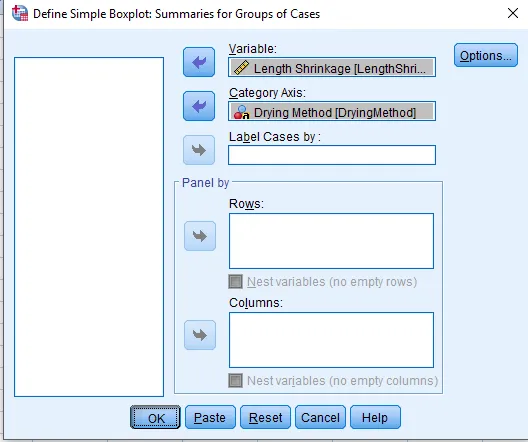 Define Simple Boxplot: Summaries for Groups of Cases
Variable:
Length Shrinkage [LengthShri...
Options...
Category Axis:
Drying Method [DryingMethod]
Label Cases by :
Panel by
Rows:
Nest variables (no empty rows)
Columns:
Nest variables (no empty columns)
OK Paste Reset Cancel Help